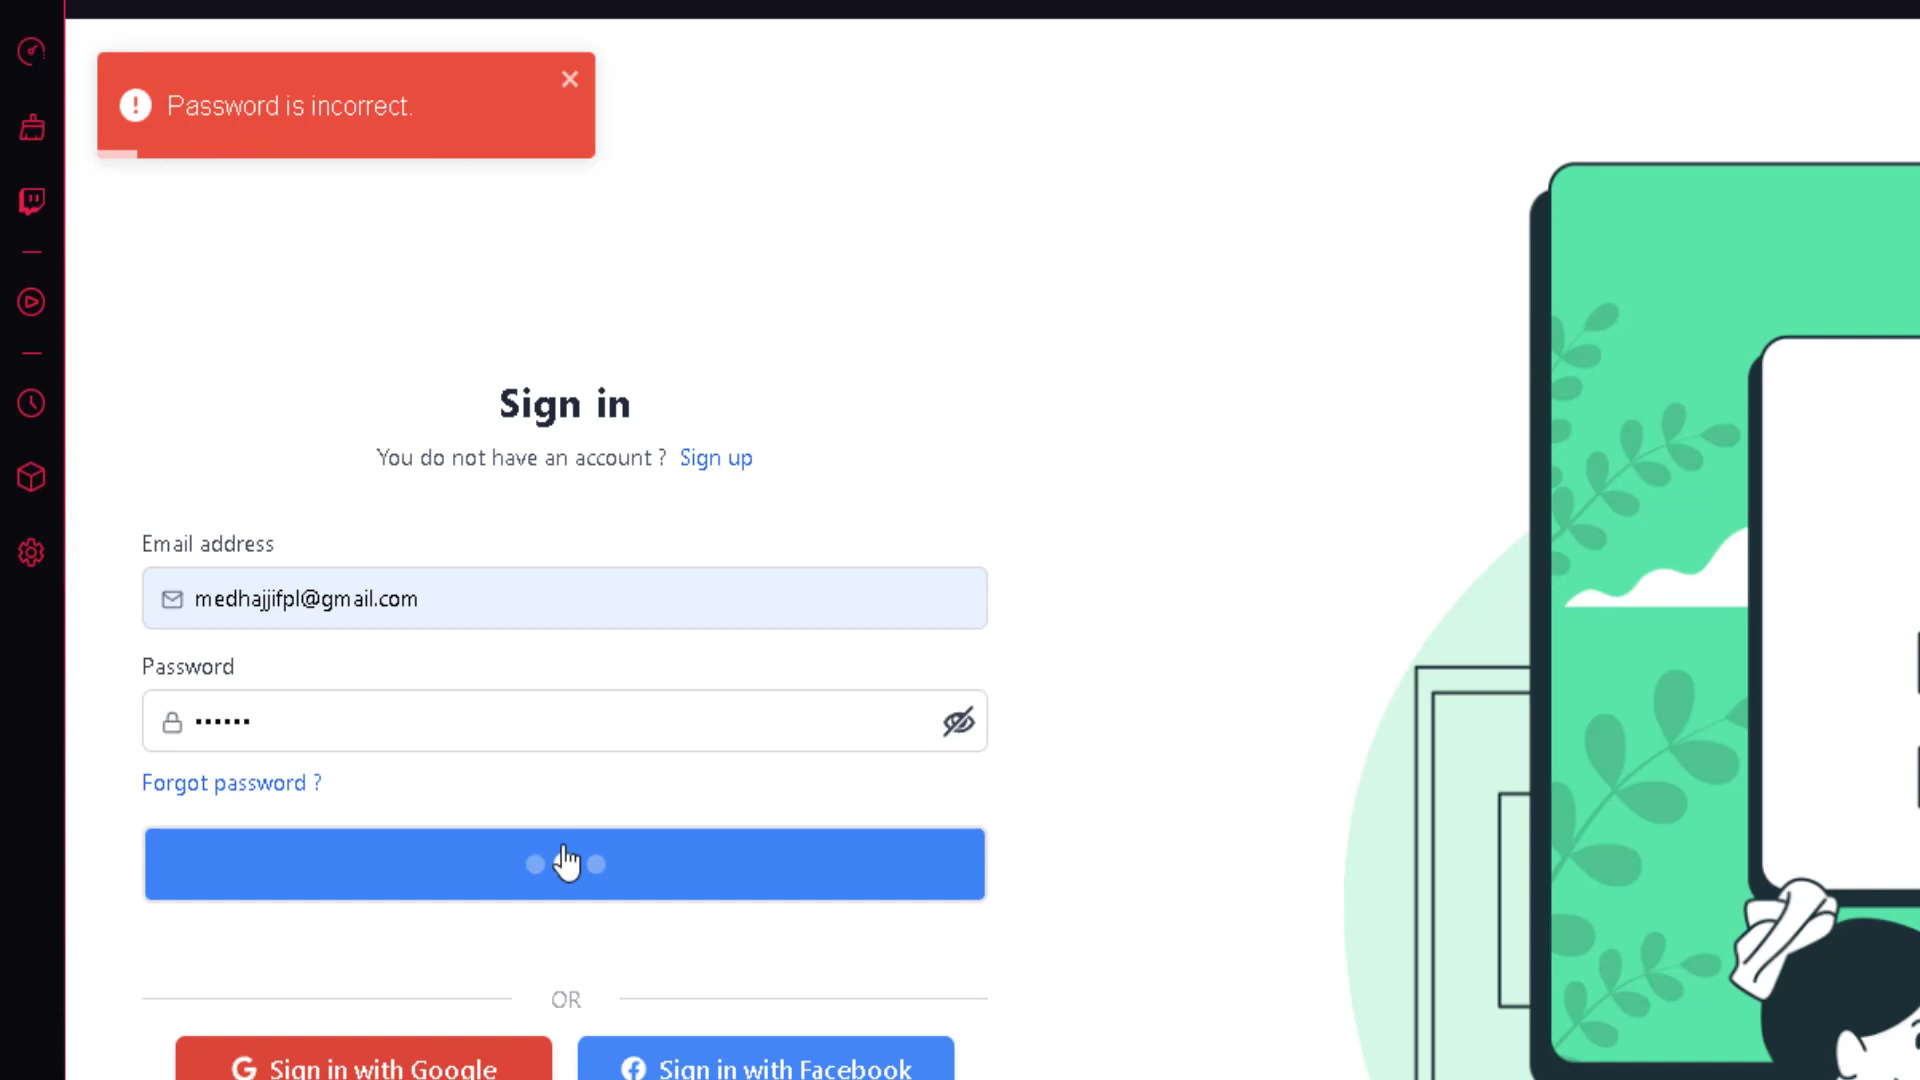 Password is incorrect.
Sign in
You do not have an account ? Sign up
Email address
medhajjifpl@gmail.com
Password
••••••
Forgot password ?
OR
Sign in with Google
Sign in with Facebook